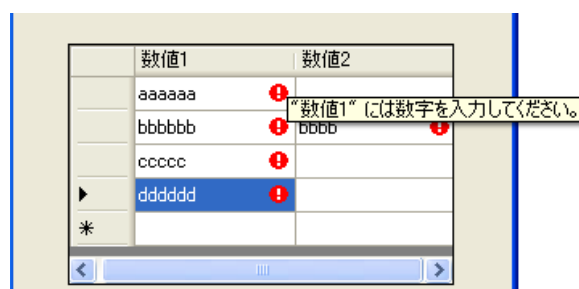 数値1 数値2
aaaaaa
"数値1" には数字を入力してください。
bbbbbb bbbb
ccccc
dddddd